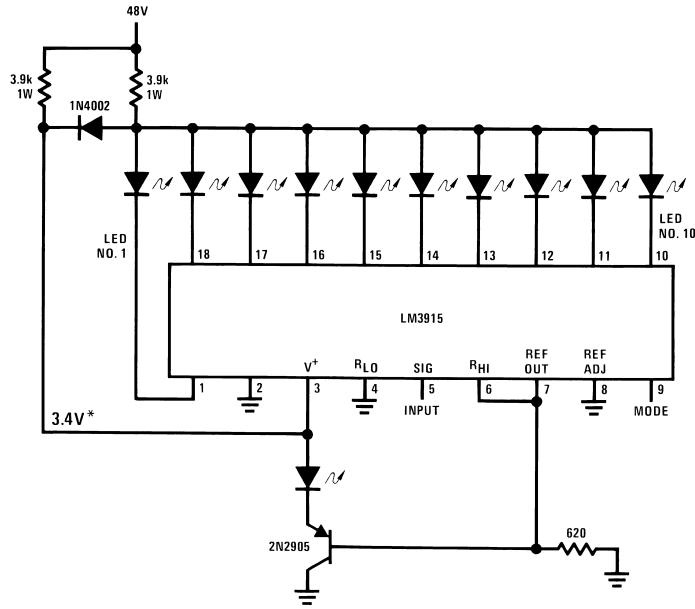 48V
3.9k
1W
3.9k
1W
1N4002
LED
NO. 1
LED
NO. 10
18 17 16 15 14 13 12 11 10
LM3915
V+ RLO SIG RHI REF OUT REF ADJ
1 2 3 4 5 6 7 8 9
INPUT MODE
3.4V*
2N2905
620